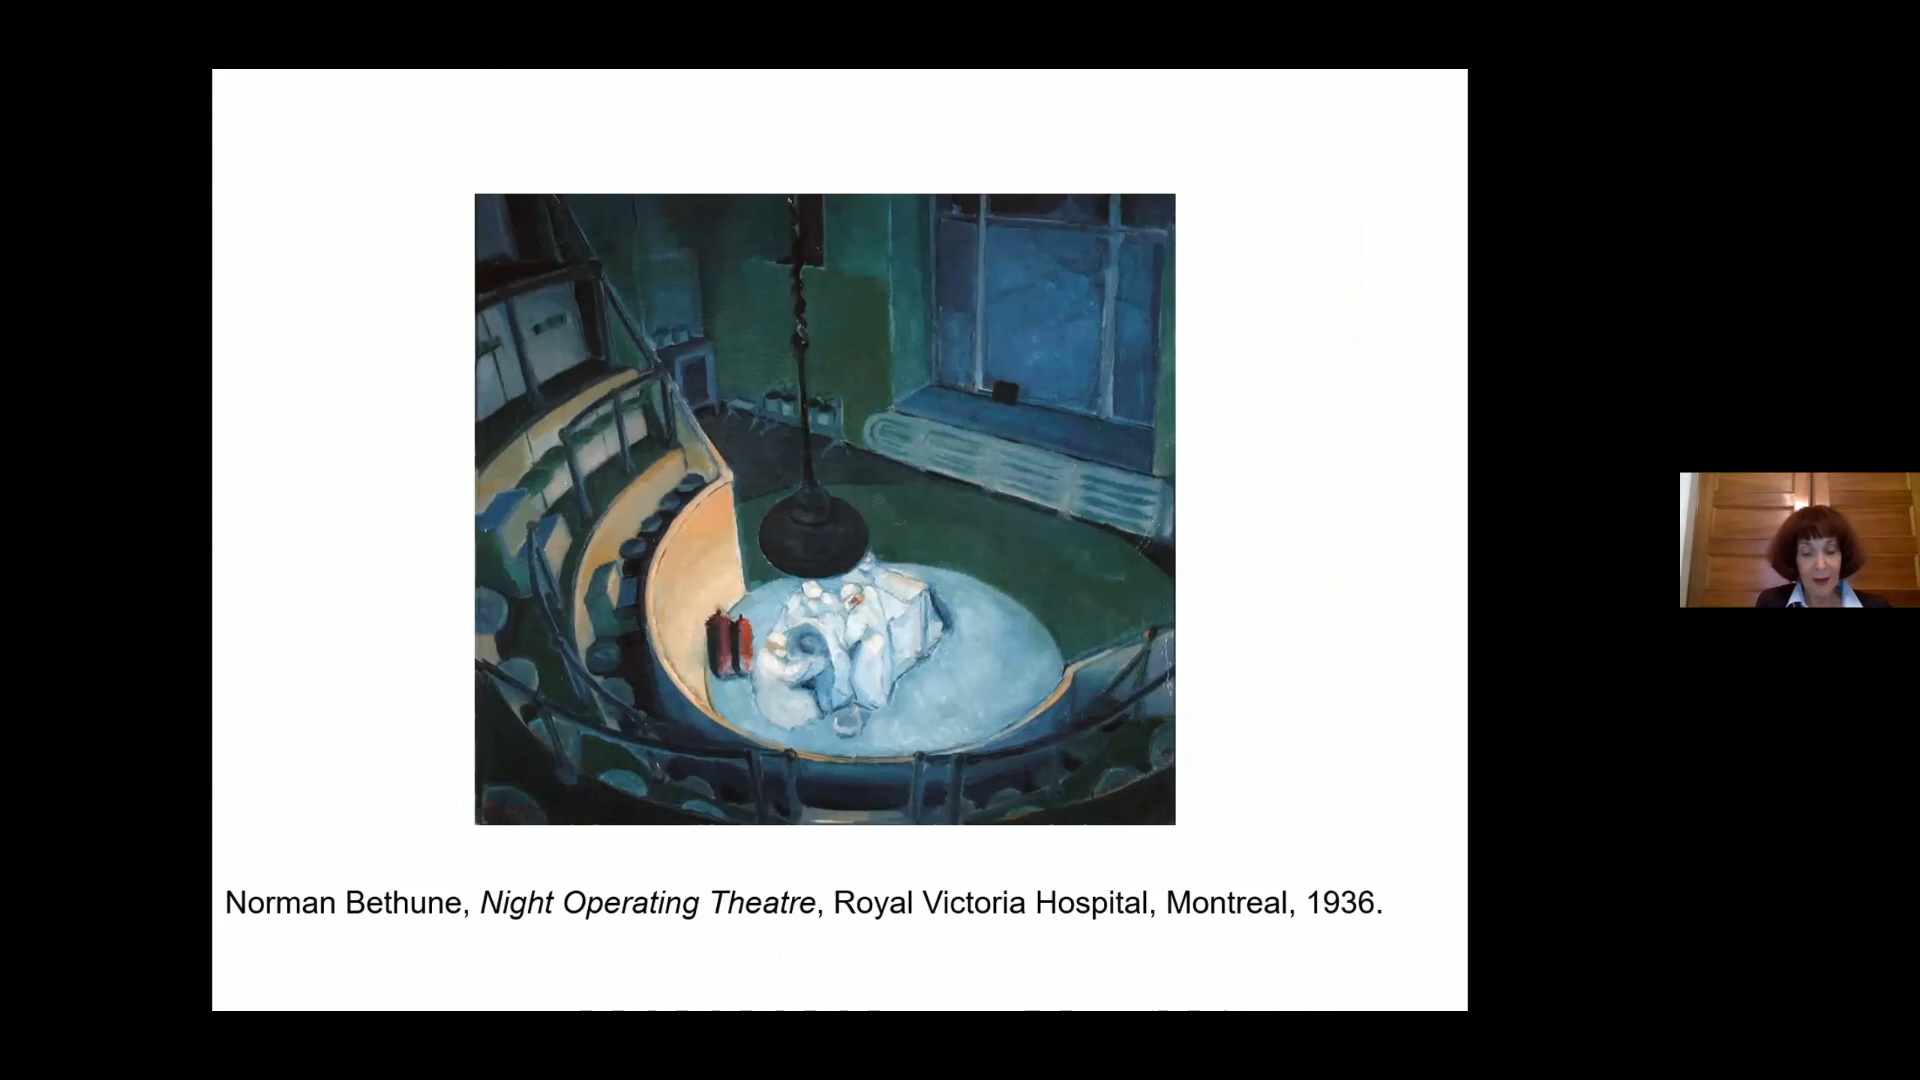 Norman Bethune, Night Operating Theatre, Royal Victoria Hospital, Montreal, 1936.